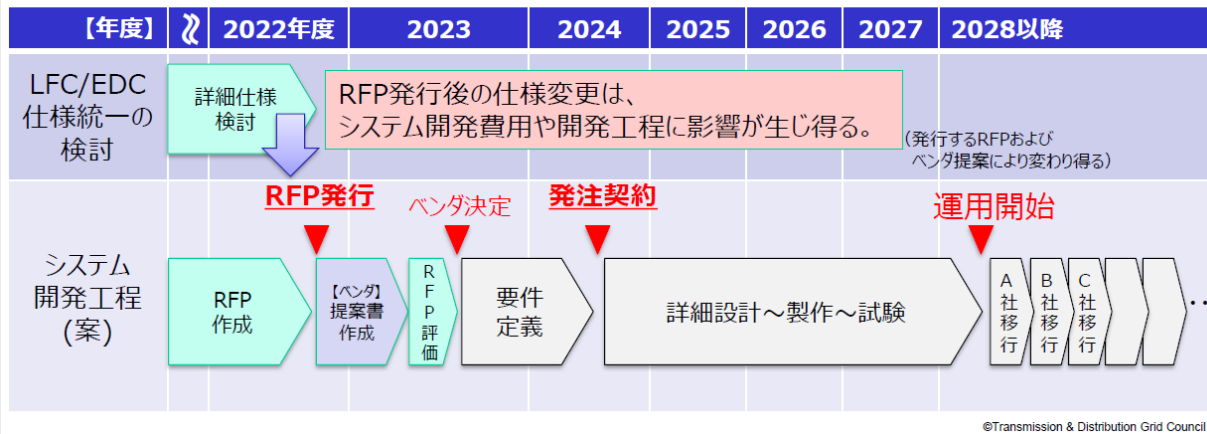 【年度】 2022年度 2023 2024 2025 2026 2027 2028以降
LFC/EDC
仕様統一の
検討
詳細仕様
検討
RFP発行後の仕様変更は、
システム開発費用や開発工程に影響が生じ得る。
(発行するRFPおよび
ベンダ提案により変わり得る)
RFP発行
ベンダ決定
発注契約
運用開始
システム
開発工程
(案)
RFP
作成
【ベンダ】
提案書
作成
RFP評価
要件
定義
詳細設計~製作~試験
A社移行
B社移行
C社移行
‥
©Transmission & Distribution Grid Council